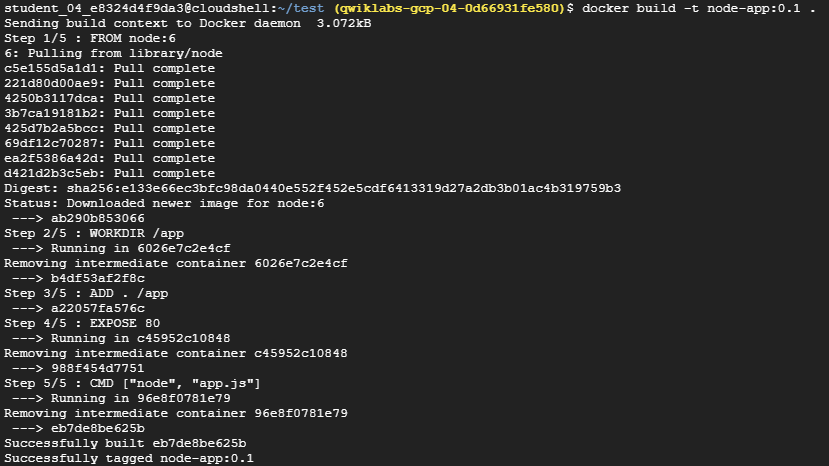 student_04_e8324d4f9da3@cloudshell:~/test (qwiklabs-gcp-04-0d66931fe580)$ docker build -t node-app:0.1 .
Sending build context to Docker daemon  3.072kB
Step 1/5 : FROM node:6
6: Pulling from library/node
c5e155d5a1d1: Pull complete
221d80d00ae9: Pull complete
4250b3117dca: Pull complete
3b7ca19181b2: Pull complete
425d7b2a5bcc: Pull complete
69df12c70287: Pull complete
ea2f5386a42d: Pull complete
d421d2b3c5eb: Pull complete
Digest: sha256:e133e66ec3bfc98da0440e552f452e5cdf6413319d27a2db3b01ac4b319759b3
Status: Downloaded newer image for node:6
 ---> ab290b853066
Step 2/5 : WORKDIR /app
 ---> Running in 6026e7c2e4cf
Removing intermediate container 6026e7c2e4cf
 ---> b4df53af2f8c
Step 3/5 : ADD . /app
 ---> a22057fa576c
Step 4/5 : EXPOSE 80
 ---> Running in c45952c10848
Removing intermediate container c45952c10848
 ---> 988f454d7751
Step 5/5 : CMD ["node", "app.js"]
 ---> Running in 96e8f0781e79
Removing intermediate container 96e8f0781e79
 ---> eb7de8be625b
Successfully built eb7de8be625b
Successfully tagged node-app:0.1